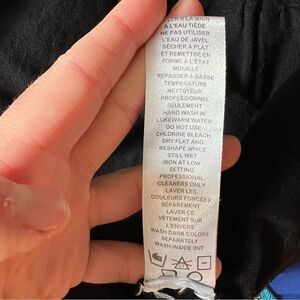 LAVER À LA MAIN
À L'EAU TIÈDE
NE PAS UTILISER
L'EAU DE JAVEL
SÉCHER À PLAT
ET REMETTRE EN
FORME À L'ÉTAT
MOUILLÉ
REPASSER À BASSE
TEMPÉRATURE
NETTOYEUR
PROFESSIONNEL
SEULEMENT
HAND WASH IN
LUKEWARM WATER
DO NOT USE
CHLORINE BLEACH
DRY FLAT AND
RESHAPE WHILE
STILL WET
IRON AT LOW
SETTING
PROFESSIONAL
CLEANERS ONLY
LAVER LES
COULEURS FONCÉES
SÉPAREMENT
LAVER CE
VÊTEMENT SUR
L'ENVERS
WASH DARK COLORS
SEPARATELY
WASH INSIDE OUT